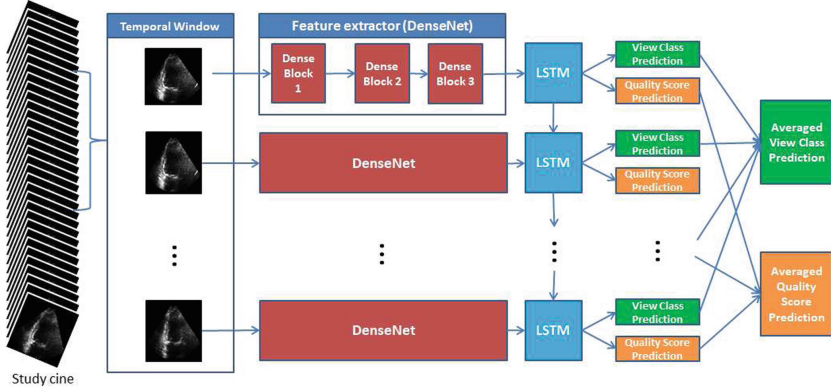 Temporal Window
Feature extractor (DenseNet)
Dense
Block
1
Dense
Block 2
Dense
Block 3
LSTM
View Class
Prediction
Quality Score
Prediction
DenseNet
LSTM
View Class
Prediction
Quality Score
Prediction
Averaged
View Class
Prediction
Averaged
Quality
Score
Prediction
DenseNet
LSTM
View Class
Prediction
Quality Score
Prediction
Study cine